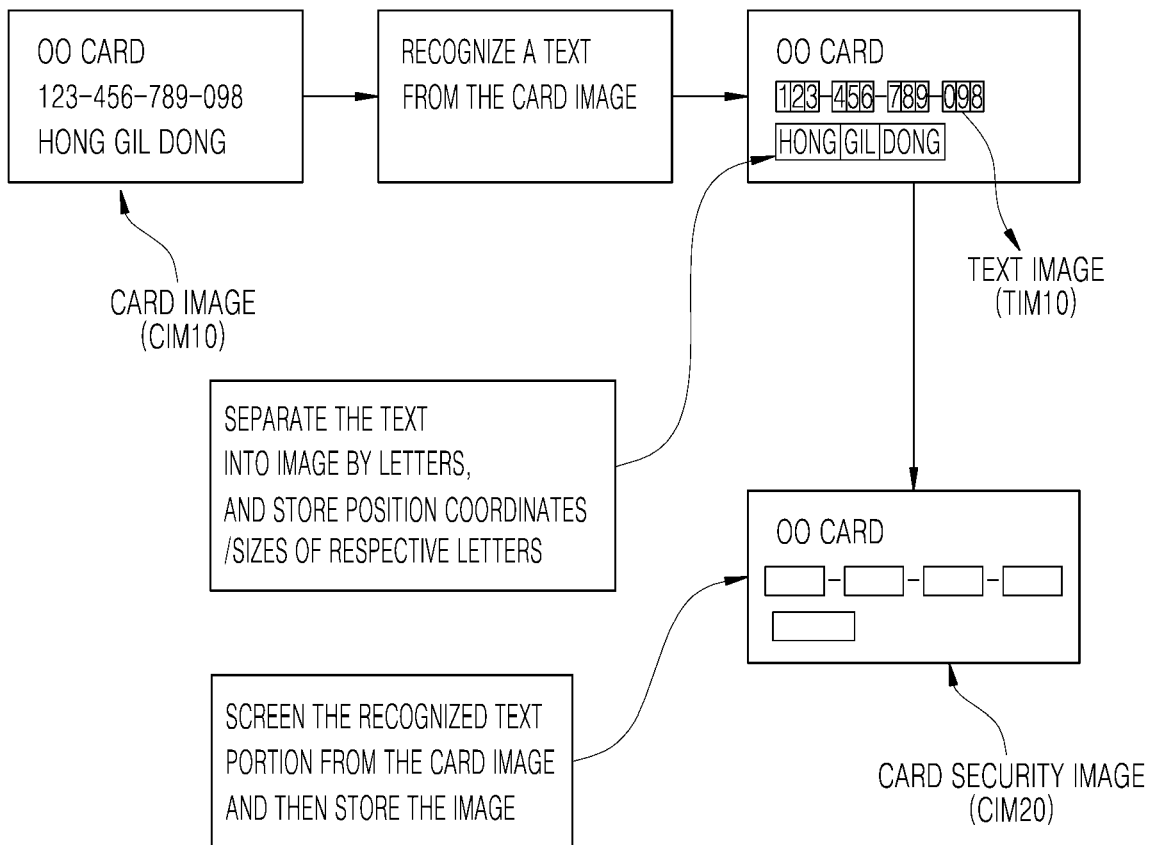 OO CARD
123-456-789-098
HONG GIL DONG
RECOGNIZE A TEXT
FROM THE CARD IMAGE
OO CARD
123-456-789-098
HONG GIL DONG
CARD IMAGE
(CIM10)
TEXT IMAGE
(TIM10)
SEPARATE THE TEXT
INTO IMAGE BY LETTERS,
AND STORE POSITION COORDINATES
/SIZES OF RESPECTIVE LETTERS
OO CARD
- - -
SCREEN THE RECOGNIZED TEXT
PORTION FROM THE CARD IMAGE
AND THEN STORE THE IMAGE
CARD SECURITY IMAGE
(CIM20)